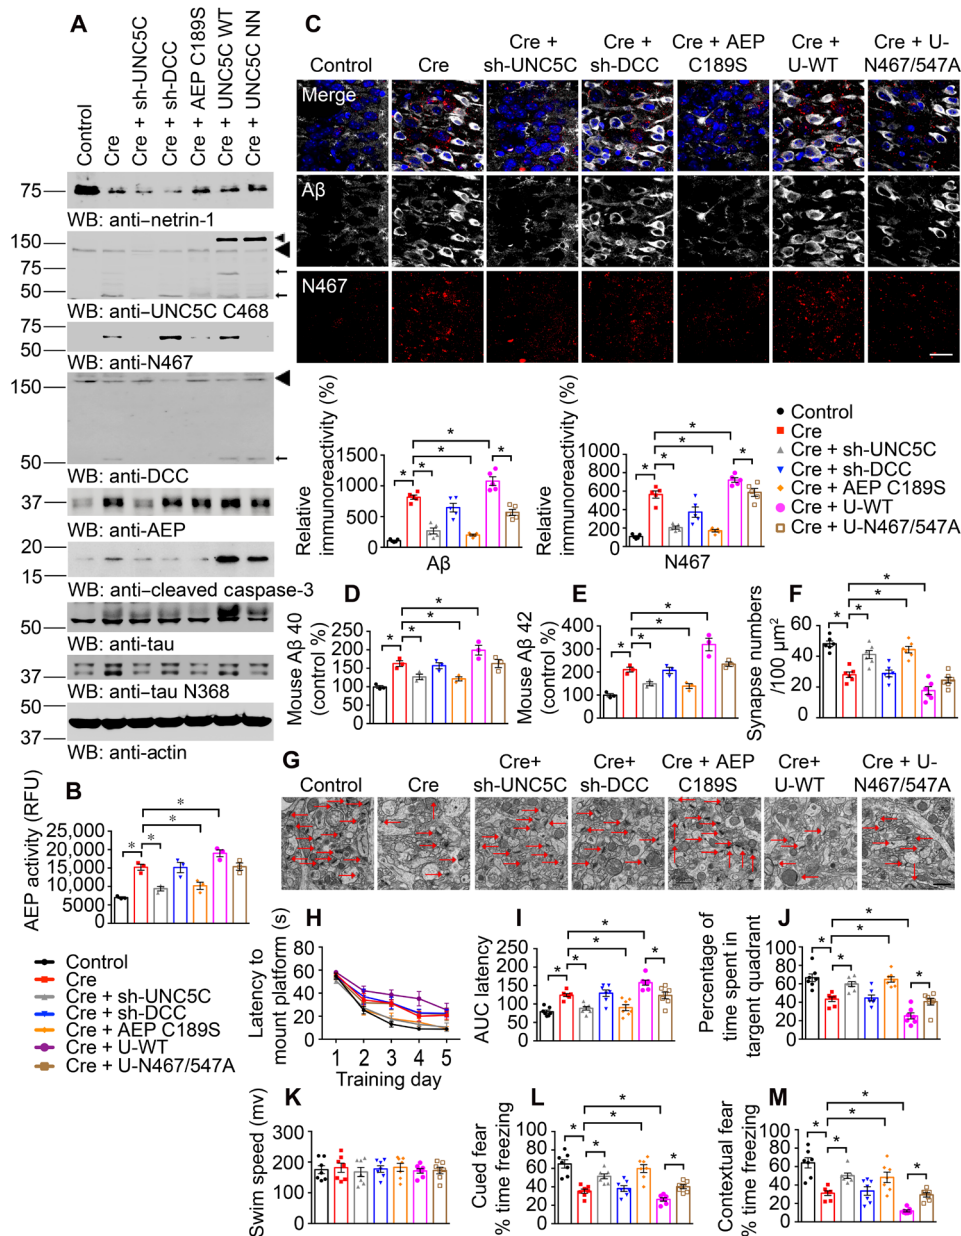 A
Control
Cre
Cre + sh-UNC5C
Cre + sh-DCC
Cre + AEP C189S
Cre + UNC5C WT
Cre + UNC5C NN
75
WB: anti–netrin-1
150
75
50
WB: anti–UNC5C C468
75
50
WB: anti-N467
150
50
WB: anti-DCC
37
WB: anti-AEP
20
15
WB: anti–cleaved caspase-3
50
WB: anti-tau
37
WB: anti-tau N368
37
WB: anti-actin
B
AEP activity (RFU)
25,000
20,000
15,000
10,000
5000
0
* * * *
Control
Cre
Cre + sh-UNC5C
Cre + sh-DCC
Cre + AEP C189S
Cre + U-WT
Cre + U-N467/547A
C
Control
Cre
Cre +
sh-UNC5C
Cre +
sh-DCC
Cre + AEP
C189S
Cre +
U-WT
Cre + U-
N467/547A
Merge
Aβ
N467
Relative
immunoreactivity (%)
1500
1000
500
0
* * * * *
Aβ
Relative
immunoreactivity (%)
1000
800
600
400
200
0
* * * * *
N467
Control
Cre
Cre + sh-UNC5C
Cre + sh-DCC
Cre + AEP C189S
Cre + U-WT
Cre + U-N467/547A
D
Mouse Aβ 40
(control %)
250
200
150
100
50
0
* * * *
E
Mouse Aβ 42
(control %)
400
300
200
100
0
* * * *
F
Synapse numbers
/100 µm²
60
40
20
0
* * * *
G
Control
Cre
Cre+
sh-UNC5C
Cre+
sh-DCC
Cre + AEP
C189S
Cre+
U-WT
Cre + U-
N467/547A
H
Latency to
mount platform (s)
80
60
40
20
0
1 2 3 4 5
Training day
I
AUC latency
250
200
150
100
50
0
* * * * *
J
Percentage of
time spent in
targent quadrant
100
80
60
40
20
0
* * * * *
K
Swim speed (mv)
300
200
100
0
L
Cued fear
% time freezing
100
80
60
40
20
0
* * * * *
M
Contextual fear
% time freezing
100
80
60
40
20
0
* * * * *